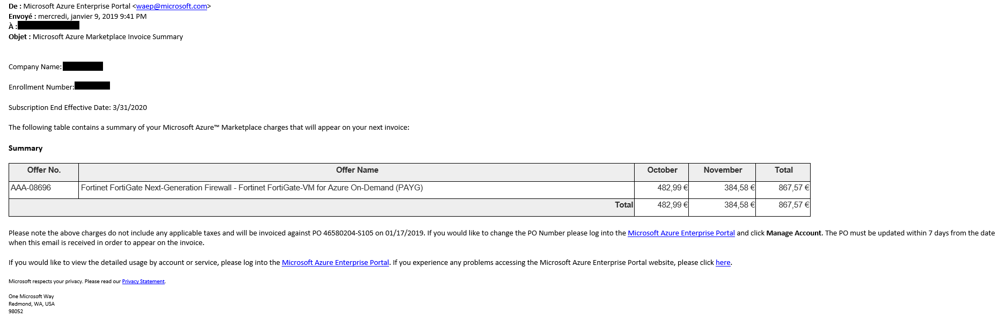 De : Microsoft Azure Enterprise Portal <waep@microsoft.com>
Envoyé : mercredi, janvier 9, 2019 9:41 PM
À :
Objet : Microsoft Azure Marketplace Invoice Summary
Company Name:
Enrollment Number:
Subscription End Effective Date: 3/31/2020
The following table contains a summary of your Microsoft Azure™ Marketplace charges that will appear on your next invoice:
Summary
Offer No. Offer Name October November Total
AAA-08696 Fortinet FortiGate Next-Generation Firewall - Fortinet FortiGate-VM for Azure On-Demand (PAYG) 482,99 € 384,58 € 867,57 €
Total 482,99 € 384,58 € 867,57 €
Please note the above charges do not include any applicable taxes and will be invoiced against PO 46580204-S105 on 01/17/2019. If you would like to change the PO Number please log into the Microsoft Azure Enterprise Portal and click Manage Account. The PO must be updated within 7 days from the date
when this email is received in order to appear on the invoice.
If you would like to view the detailed usage by account or service, please log into the Microsoft Azure Enterprise Portal. If you experience any problems accessing the Microsoft Azure Enterprise Portal website, please click here.
Microsoft respects your privacy. Please read our Privacy Statement.
One Microsoft Way
Redmond, WA, USA
98052